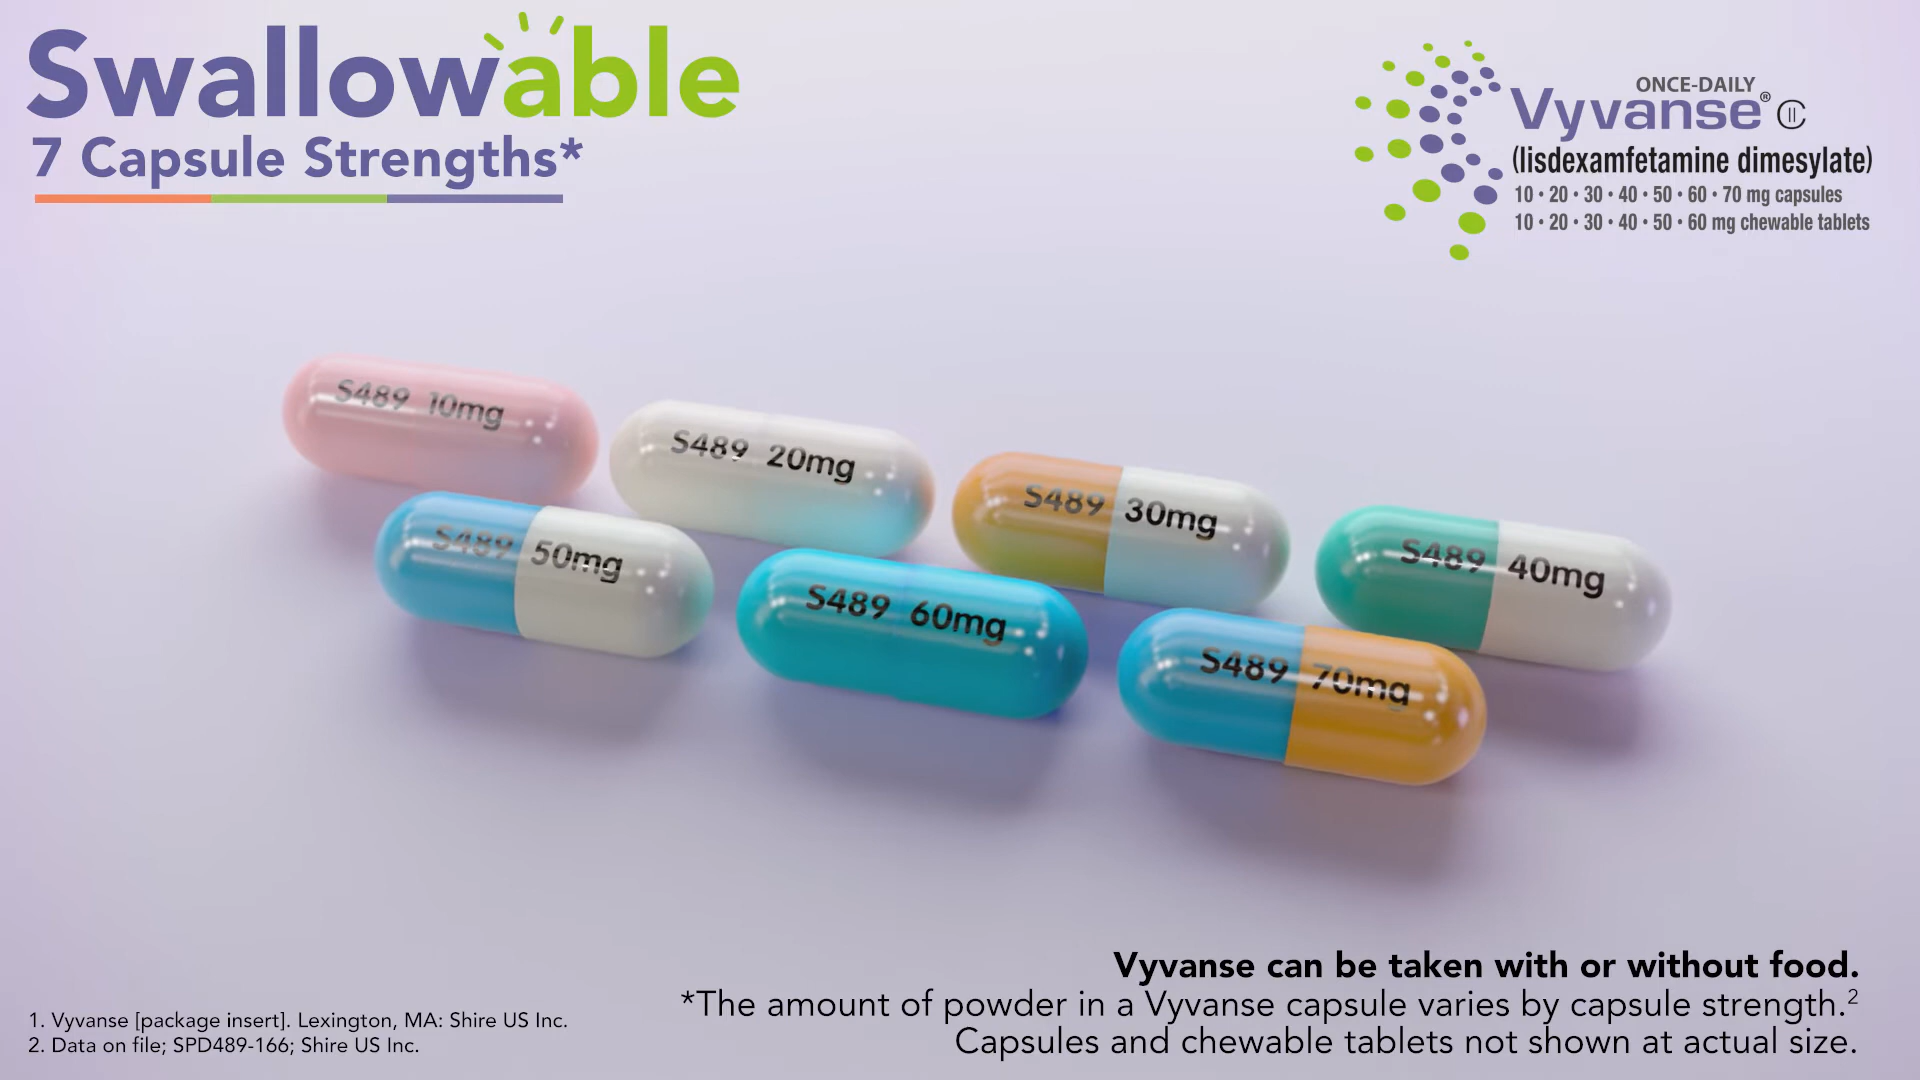 Swallowable
7 Capsule Strengths*
ONCE-DAILY
Vyvanse® CII
(lisdexamfetamine dimesylate)
10 • 20 • 30 • 40 • 50 • 60 • 70 mg capsules
10 • 20 • 30 • 40 • 50 • 60 mg chewable tablets
S489 10mg
S489 20mg
S489 30mg
S489 40mg
S489 50mg
S489 60mg
S489 70mg
Vyvanse can be taken with or without food.
*The amount of powder in a Vyvanse capsule varies by capsule strength.²
Capsules and chewable tablets not shown at actual size.
1. Vyvanse [package insert]. Lexington, MA: Shire US Inc.
2. Data on file; SPD489-166; Shire US Inc.